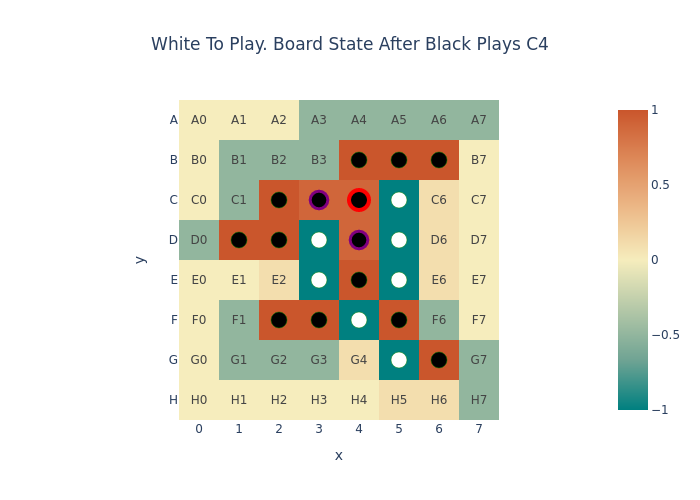 White To Play. Board State After Black Plays C4
A A0 A1 A2 A3 A4 A5 A6 A7
B B0 B1 B2 B3 B7
C C0 C1 C6 C7
D D0 D6 D7
E E0 E1 E2 E6 E7
F F0 F1 F6 F7
G G0 G1 G2 G3 G4 G7
H H0 H1 H2 H3 H4 H5 H6 H7
0 1 2 3 4 5 6 7
x
y
1
0.5
0
−0.5
−1